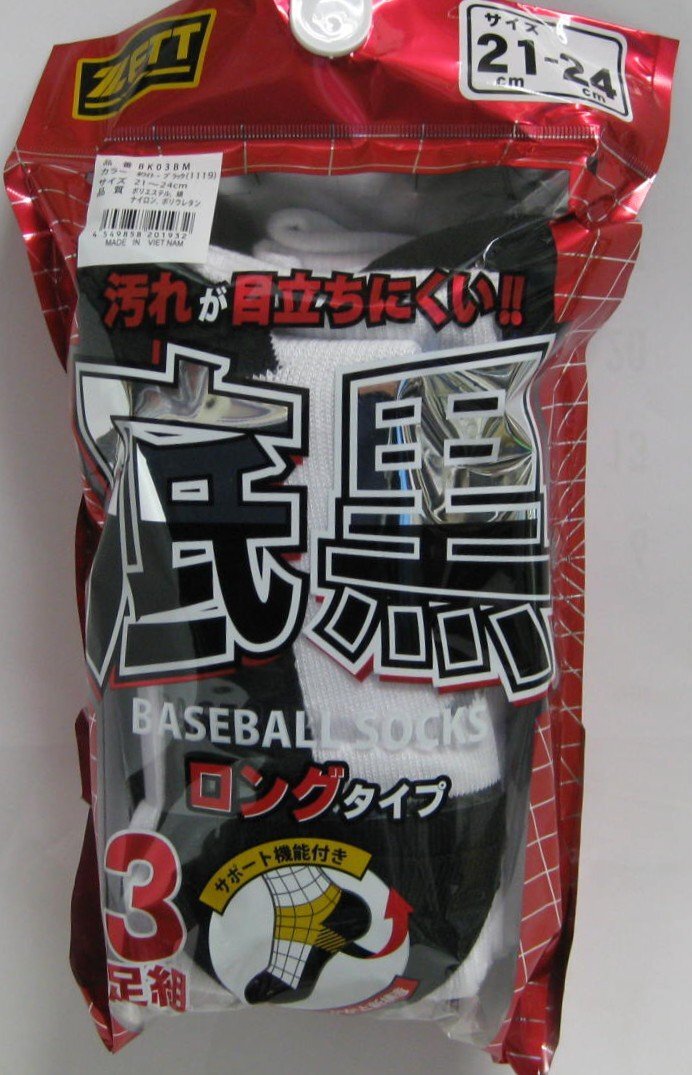 ZETT
サイズ
21-24
cm cm
品番 BK03BM
カラー ホワイト・ブラック(1119)
サイズ 21～24cm
品質 ポリエステル、綿
ナイロン、ポリウレタン
4 549858 201932
MADE IN VIETNAM
汚れが目立ちにくい!!
底黒
BASEBALL SOCKS
ロングタイプ
サポート機能付き
3
足組